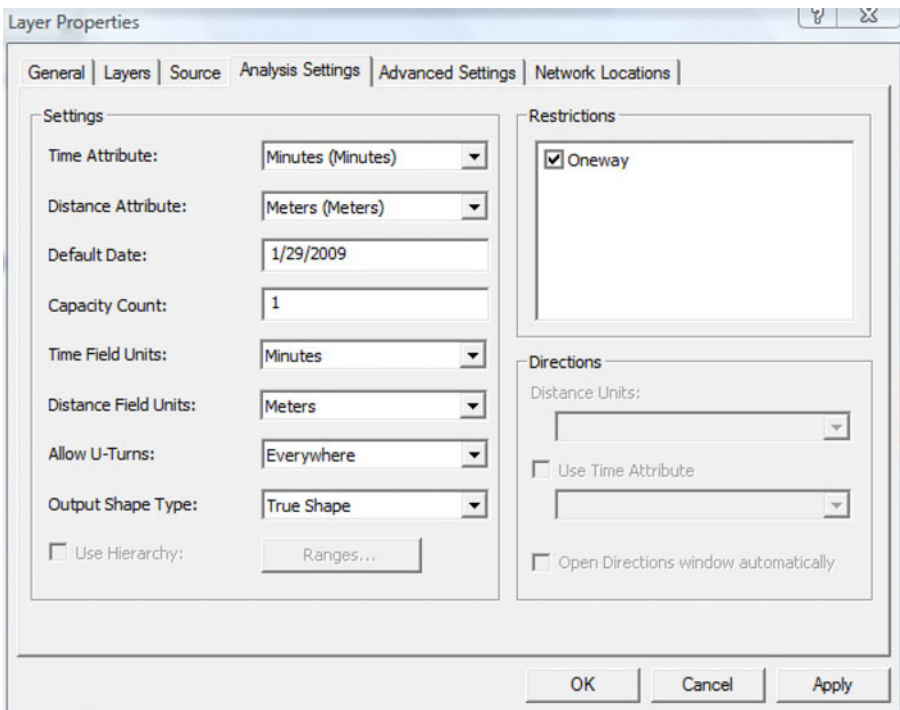 Layer Properties
General
Layers
Source
Analysis Settings
Advanced Settings
Network Locations
Settings
Time Attribute:
Minutes (Minutes)
Distance Attribute:
Meters (Meters)
Default Date:
1/29/2009
Capacity Count:
1
Time Field Units:
Minutes
Distance Field Units:
Meters
Allow U-Turns:
Everywhere
Output Shape Type:
True Shape
Use Hierarchy:
Ranges...
Restrictions
Oneway
Directions
Distance Units:
Use Time Attribute
Open Directions window automatically
OK
Cancel
Apply